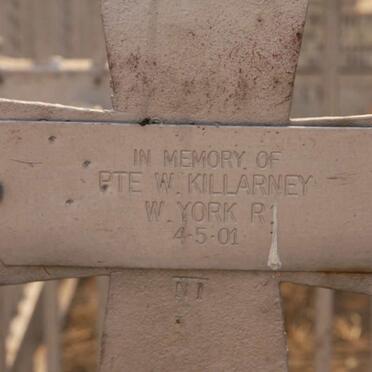 IN MEMORY OF
PTE W. KILLARNEY
W. YORK R.
4-5-01